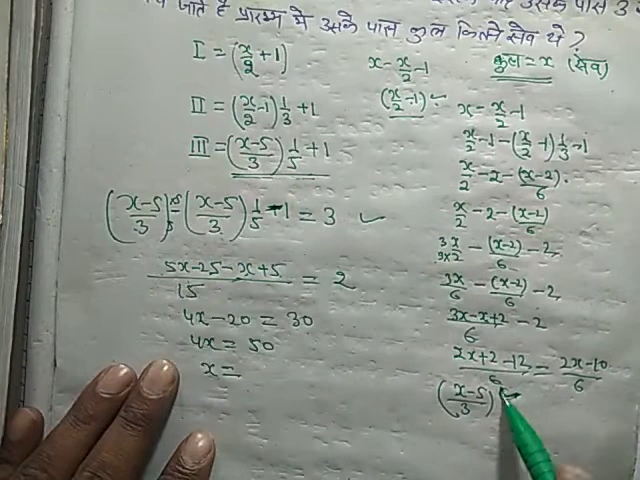 जाते है प्रारम्भ में उसके पास कुल कितने सेव थे ?
I = (x/2 + 1)
x - x/2 - 1
कुल = x (सेव)
II = (x/2 - 1) 1/3 + 1
(x/2 - 1)
x - x/2 - 1
III = (x-5/3) 1/5 + 1
x/2 - 1 - (x/2 - 1) 1/3 - 1
x/2 - 2 - (x-2)/6
(x-5/3) (x-5/3) 1/5 - 1 = 3 ✓
x/2 - 2 - (x-2)/6
3x/3×2 - (x-2)/6 - 2
5x-25-x+5/15 = 2
3x/6 - (x-2)/6 - 2
4x-20 = 30
3x-x+2/6 - 2
4x = 50
2x+2-12/6 = 2x-10/6
x =
(x-5/3)